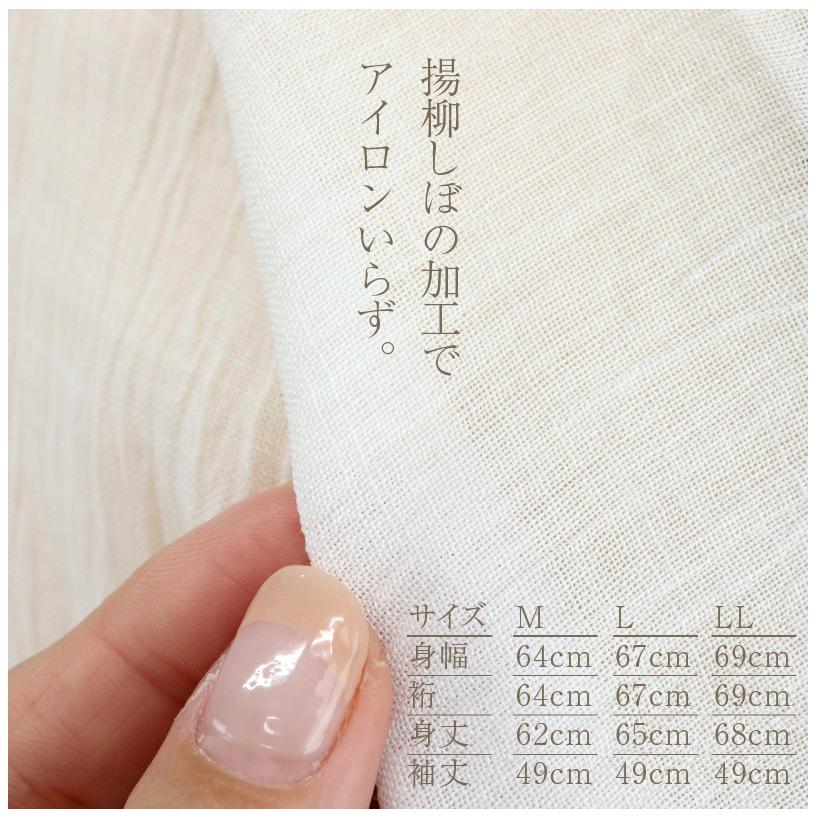 揚柳しぼの加工で
アイロンいらず。
サイズ M L LL
身幅 64cm 67cm 69cm
裄 64cm 67cm 69cm
身丈 62cm 65cm 68cm
袖丈 49cm 49cm 49cm